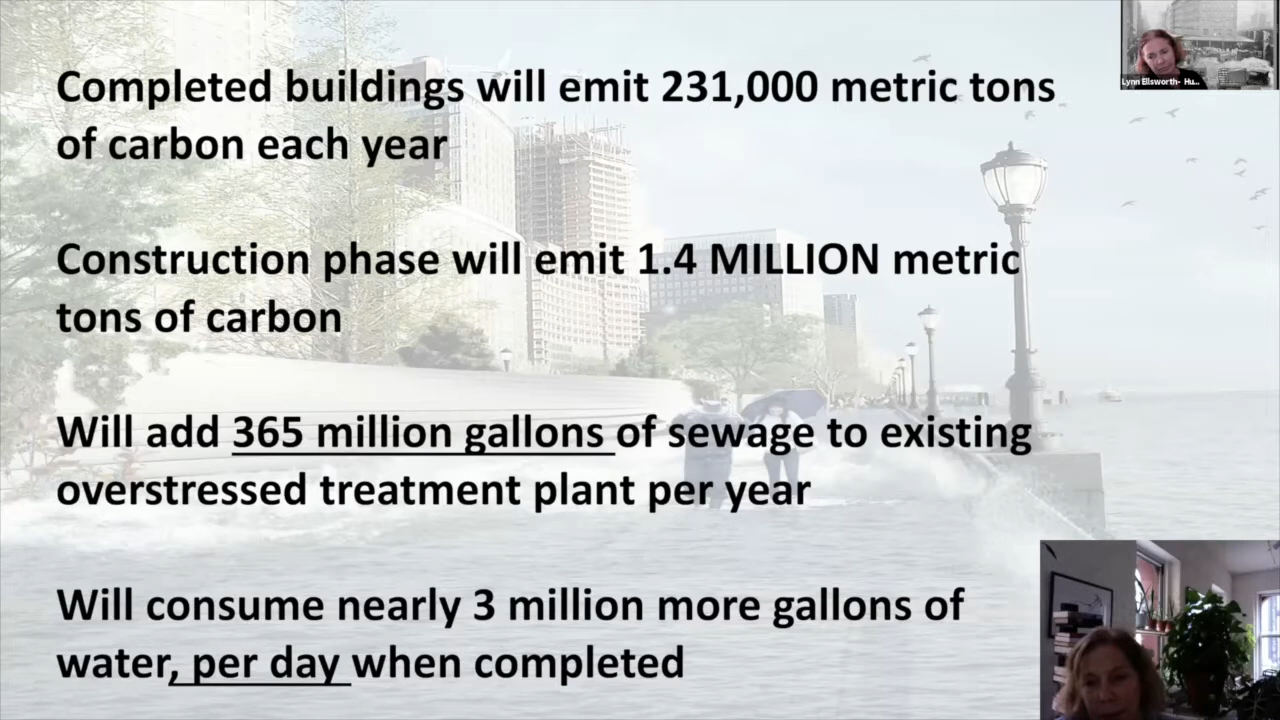 Completed buildings will emit 231,000 metric tons
of carbon each year
Construction phase will emit 1.4 MILLION metric
tons of carbon
Will add 365 million gallons of sewage to existing
overstressed treatment plant per year
Will consume nearly 3 million more gallons of
water, per day when completed
Lynn Ellsworth- Hu...